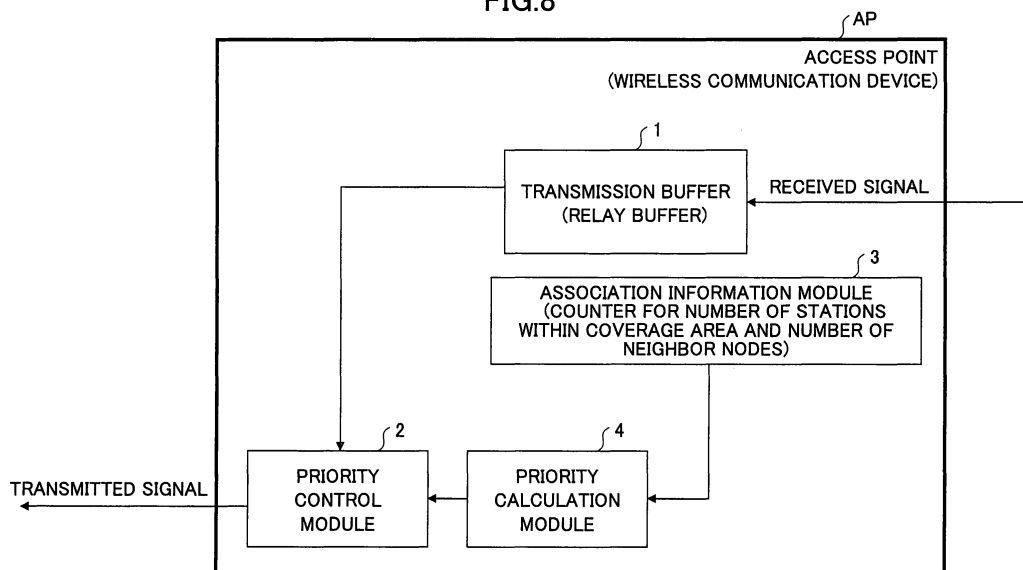 FIG.8
AP
ACCESS POINT
(WIRELESS COMMUNICATION DEVICE)
1
TRANSMISSION BUFFER
(RELAY BUFFER)
RECEIVED SIGNAL
3
ASSOCIATION INFORMATION MODULE
(COUNTER FOR NUMBER OF STATIONS
WITHIN COVERAGE AREA AND NUMBER OF
NEIGHBOR NODES)
2
PRIORITY
CONTROL
MODULE
4
PRIORITY
CALCULATION
MODULE
TRANSMITTED SIGNAL